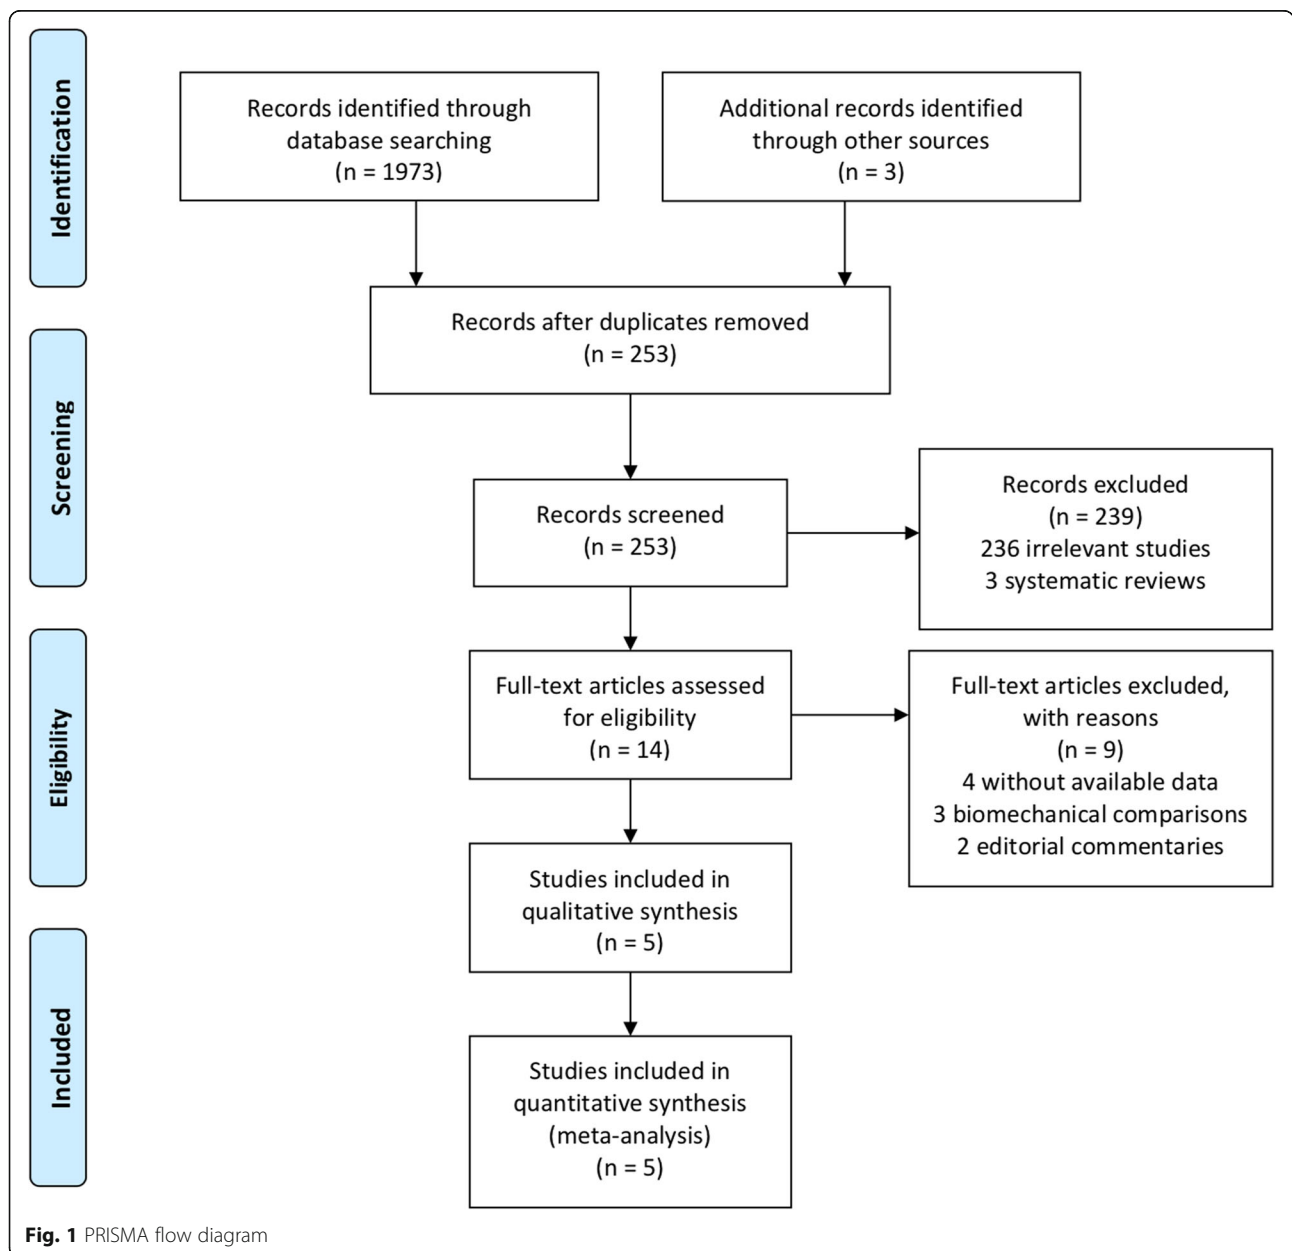 Identification
Records identified through
database searching
(n = 1973)
Additional records identified
through other sources
(n = 3)
Records after duplicates removed
(n = 253)
Screening
Records screened
(n = 253)
Records excluded
(n = 239)
236 irrelevant studies
3 systematic reviews
Eligibility
Full-text articles assessed
for eligibility
(n = 14)
Full-text articles excluded,
with reasons
(n = 9)
4 without available data
3 biomechanical comparisons
2 editorial commentaries
Studies included in
qualitative synthesis
(n = 5)
Included
Studies included in
quantitative synthesis
(meta-analysis)
(n = 5)
Fig. 1 PRISMA flow diagram